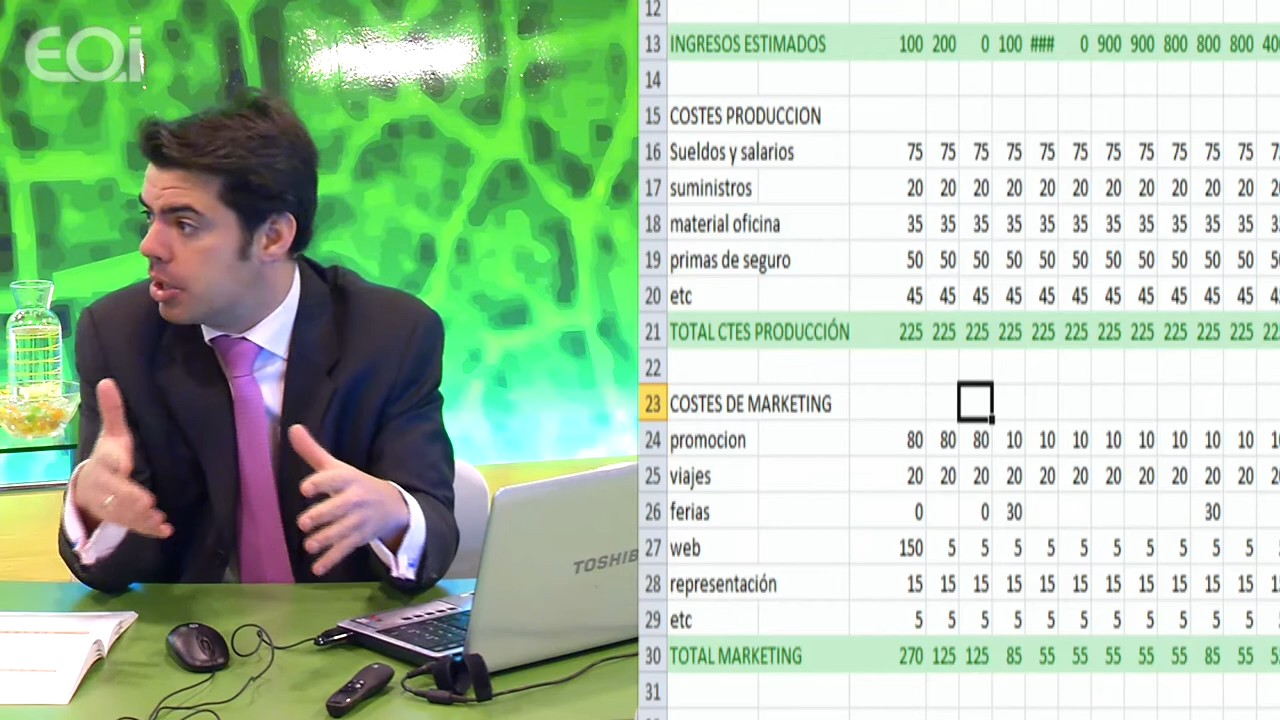 EOi
12
13 INGRESOS ESTIMADOS 100 200 0 100 ### 0 900 900 800 800 800
14
15 COSTES PRODUCCION
16 Sueldos y salarios 75 75 75 75 75 75 75 75 75 75 75
17 suministros 20 20 20 20 20 20 20 20 20 20 20
18 material oficina 35 35 35 35 35 35 35 35 35 35 35
19 primas de seguro 50 50 50 50 50 50 50 50 50 50 50
20 etc 45 45 45 45 45 45 45 45 45 45 45
21 TOTAL CTES PRODUCCIÓN 225 225 225 225 225 225 225 225 225 225 225
22
23 COSTES DE MARKETING
24 promocion 80 80 80 10 10 10 10 10 10 10 10
25 viajes 20 20 20 20 20 20 20 20 20 20 20
26 ferias 0 0 30 30
27 web 150 5 5 5 5 5 5 5 5 5 5
28 representación 15 15 15 15 15 15 15 15 15 15 15
29 etc 5 5 5 5 5 5 5 5 5 5 5
30 TOTAL MARKETING 270 125 125 85 55 55 55 55 55 85 55
31
TOSHIB